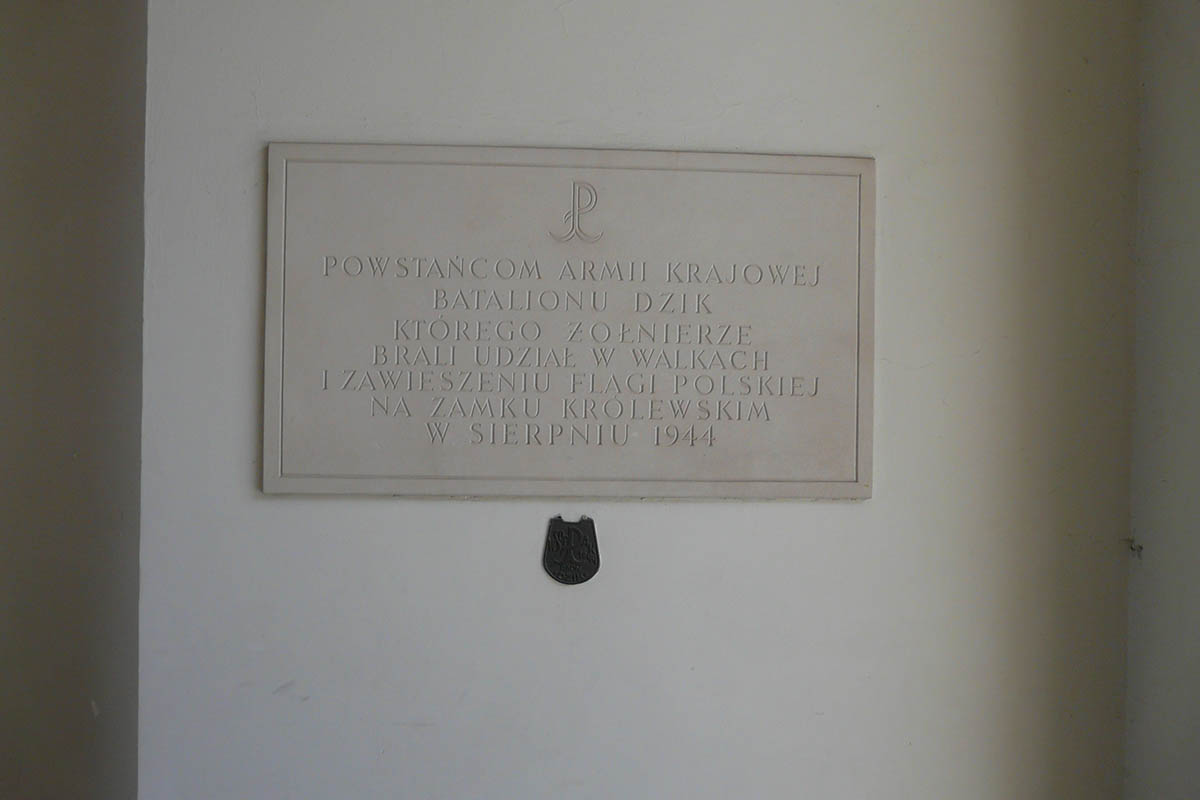 POWSTAŃCOM ARMII KRAJOWEJ
BATALIONU DZIK
KTÓREGO ŻOŁNIERZE
BRALI UDZIAŁ W WALKACH
I ZAWIESZENIU FLAGI POLSKIEJ
NA ZAMKU KRÓLEWSKIM
W SIERPNIU 1944